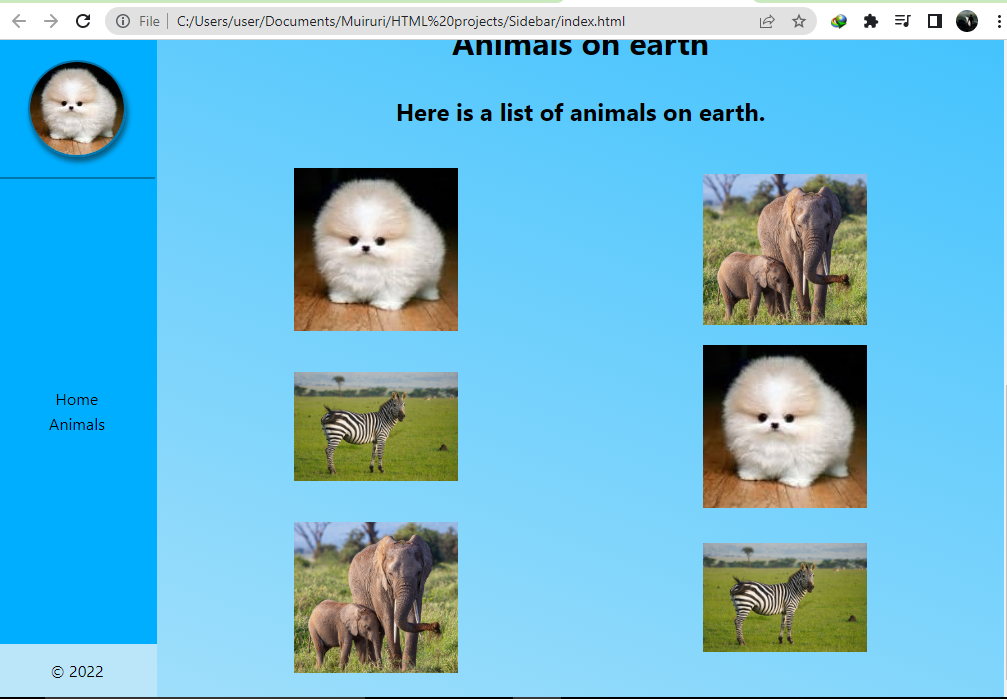 File | C:/Users/user/Documents/Muiruri/HTML%20projects/Sidebar/index.html
Animals on earth
Here is a list of animals on earth.
Home
Animals
© 2022